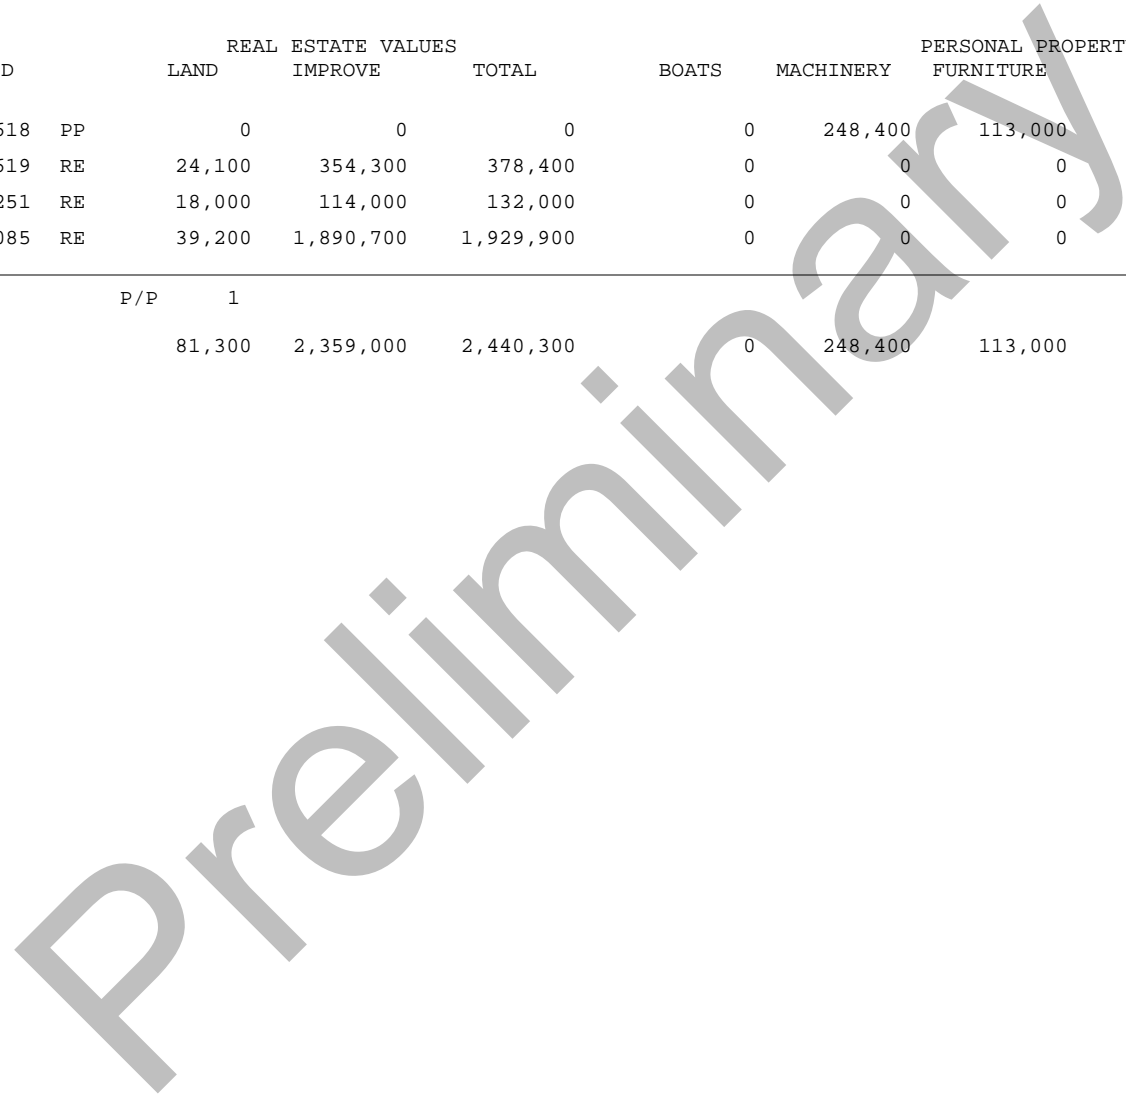 REAL ESTATE VALUES PERSONAL PROPERT
D LAND IMPROVE TOTAL BOATS MACHINERY FURNITURE
518 PP 0 0 0 0 248,400 113,000
519 RE 24,100 354,300 378,400 0 0 0
251 RE 18,000 114,000 132,000 0 0 0
085 RE 39,200 1,890,700 1,929,900 0 0 0
P/P 1
81,300 2,359,000 2,440,300 0 248,400 113,000
Preliminary